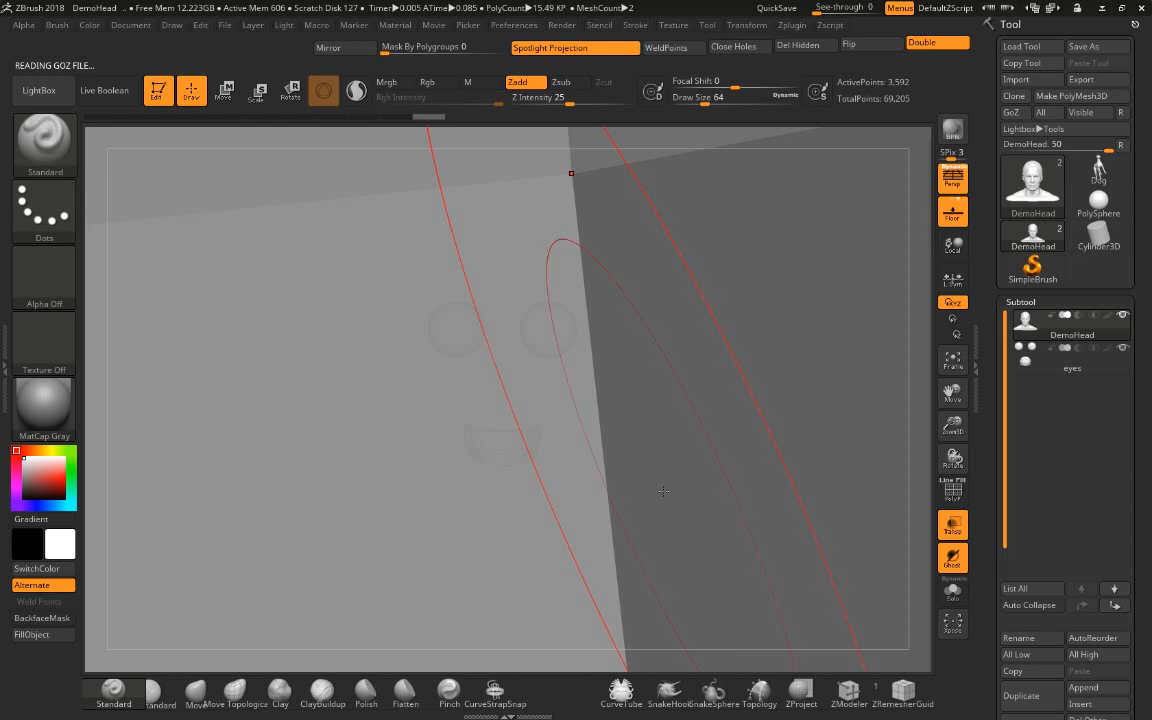 ZBrush 2018 DemoHead .. • Free Mem 12.223GB • Active Mem 606 • Scratch Disk 127 • Timer▶0.005 ATime▶0.085 • PolyCount▶15.49 KP • MeshCount▶2 QuickSave See-through 0 Menus DefaultZScript
Alpha Brush Color Document Draw Edit File Layer Light Macro Marker Material Movie Picker Preferences Render Stencil Stroke Texture Tool Transform Zplugin Zscript
Mirror Mask By Polygroups 0 Spotlight Projection WeldPoints Close Holes Del Hidden Flip Double
READING GOZ FILE...
LightBox Live Boolean Edit Draw Move Scale Rotate
Mrgb Rgb M Zadd Zsub Zcut
Rgb Intensity Z Intensity 25
Focal Shift 0
Draw Size 64 Dynamic
ActivePoints: 3,592
TotalPoints: 69,205
Standard
Dots
Alpha Off
Texture Off
MatCap Gray
Gradient
SwitchColor
Alternate
Weld Points
BackfaceMask
FillObject
BPR
SPix 3
Dynamic
Persp
Floor
Local
L.Sym
XYZ
Frame
Move
Zoom3D
Rotate
Line Fill
PolyF
Transp
Ghost
Dynamic
Solo
Xpose
Tool
Load Tool Save As
Copy Tool Paste Tool
Import Export
Clone Make PolyMesh3D
GoZ All Visible R
Lightbox▶Tools
DemoHead. 50 R
2
DemoHead Dog
PolySphere
2
DemoHead Cylinder3D
SimpleBrush
Subtool
DemoHead
eyes
List All
Auto Collapse
Rename AutoReorder
All Low All High
Copy Paste
Duplicate Append
Insert
Standard tandard Move Move Topologica Clay ClayBuildup Polish Flatten Pinch CurveStrapSnap CurveTube SnakeHook SnakeSphere Topology ZProject ZModeler 1 ZRemesherGuid